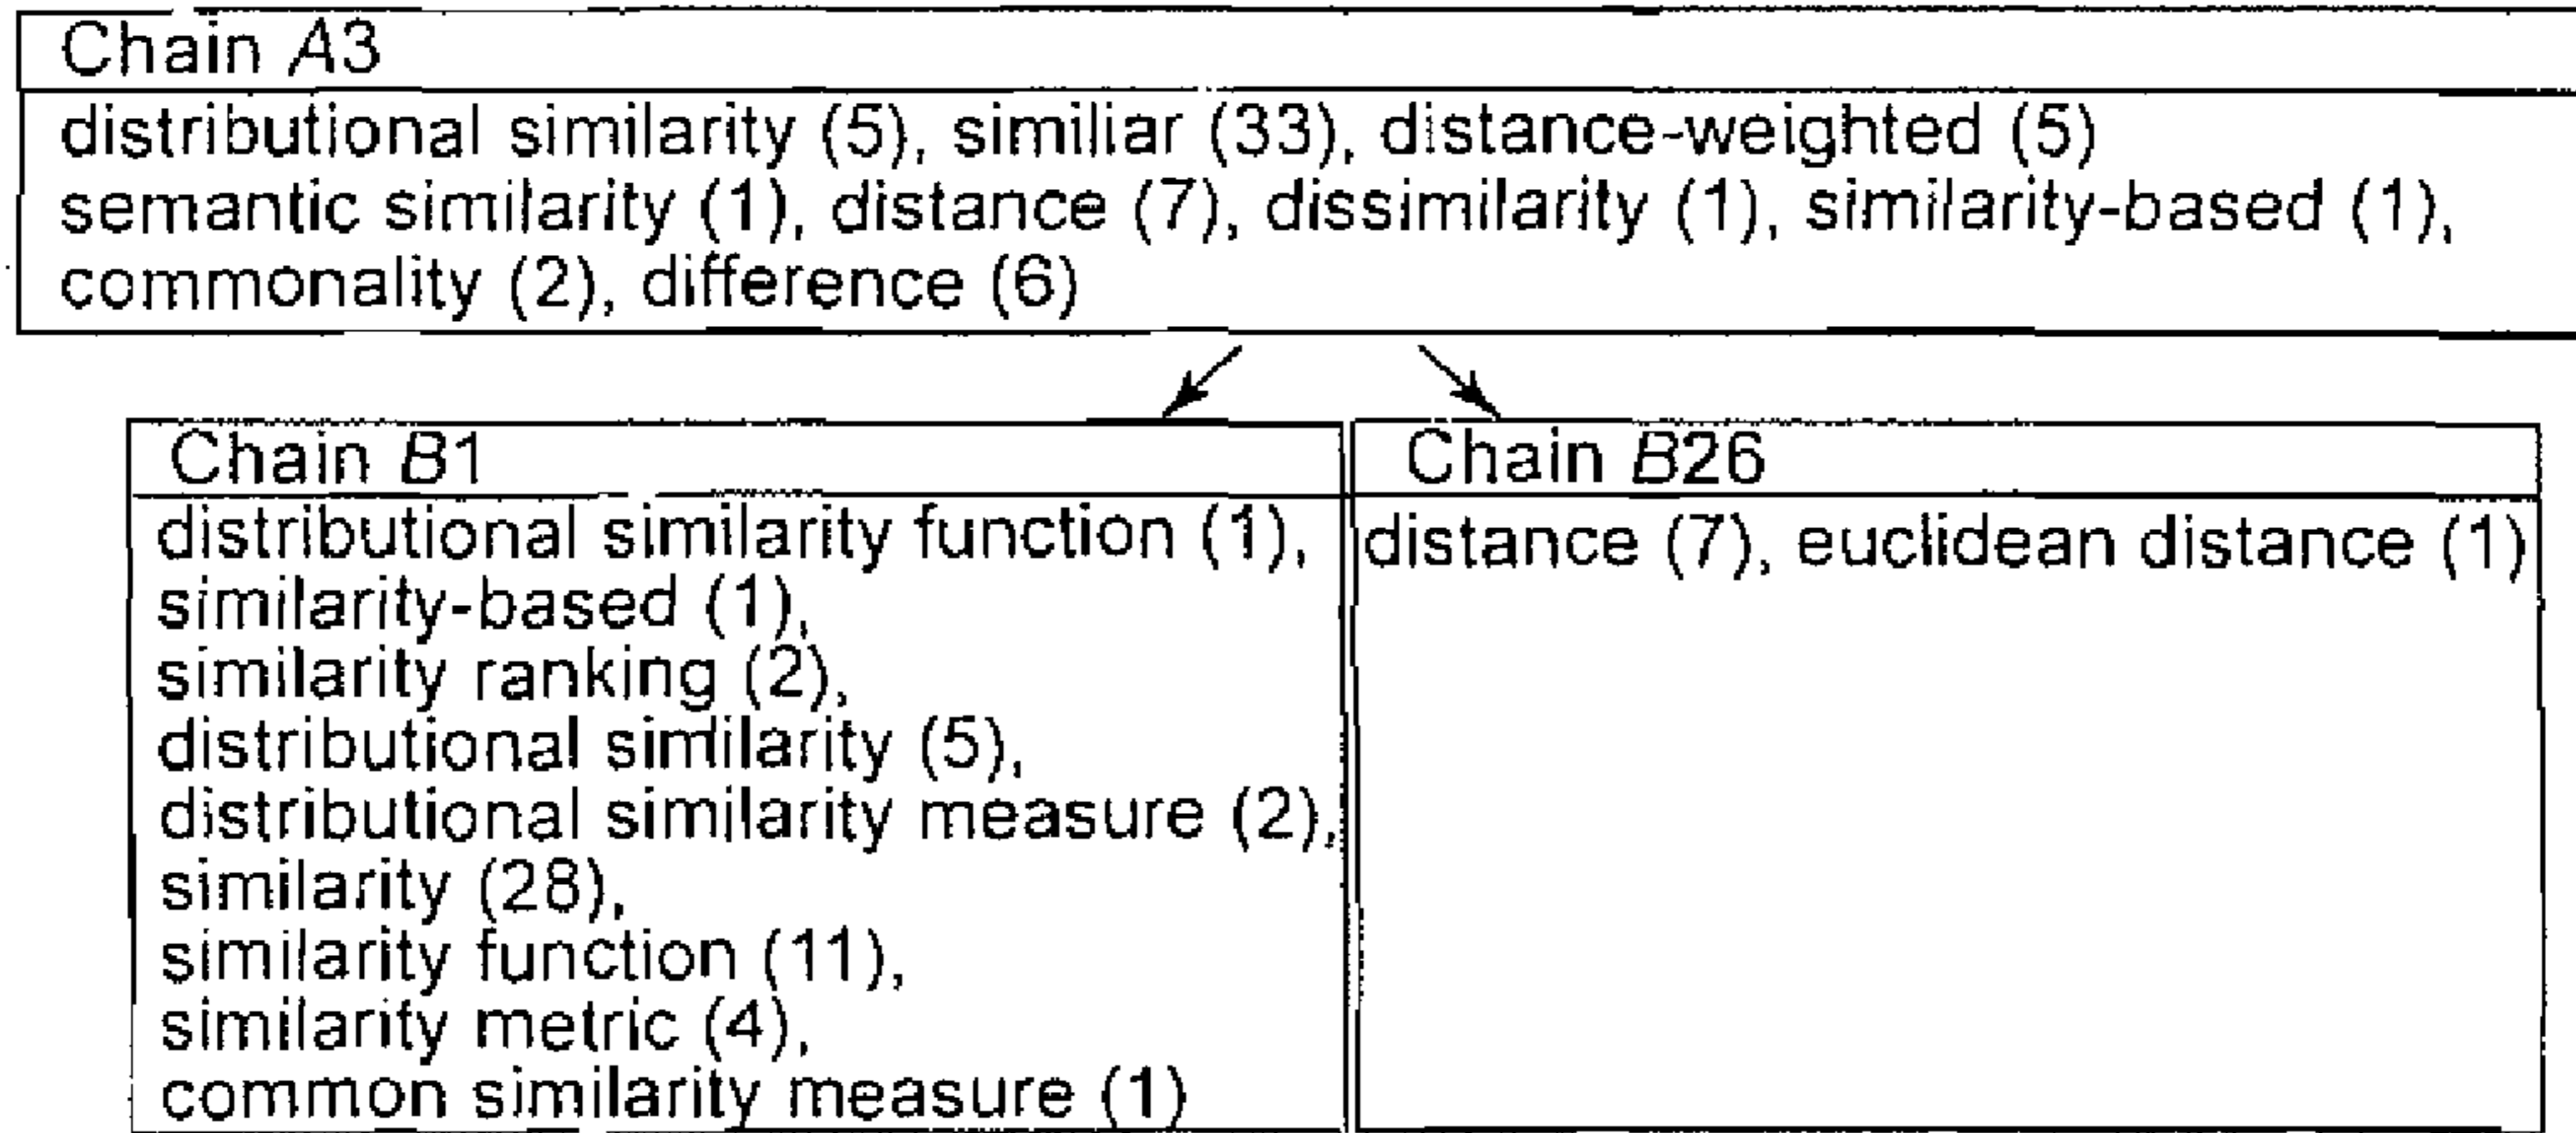 Chain A3
distributional similarity (5), similiar (33), distance-weighted (5)
semantic similarity (1), distance (7), dissimilarity (1), similarity-based (1),
commonality (2), difference (6)
Chain B1
distributional similarity function (1),
similarity-based (1),
similarity ranking (2),
distributional similarity (5),
distributional similarity measure (2),
similarity (28),
similarity function (11),
similarity metric (4),
common similarity measure (1)
Chain B26
distance (7), euclidean distance (1)